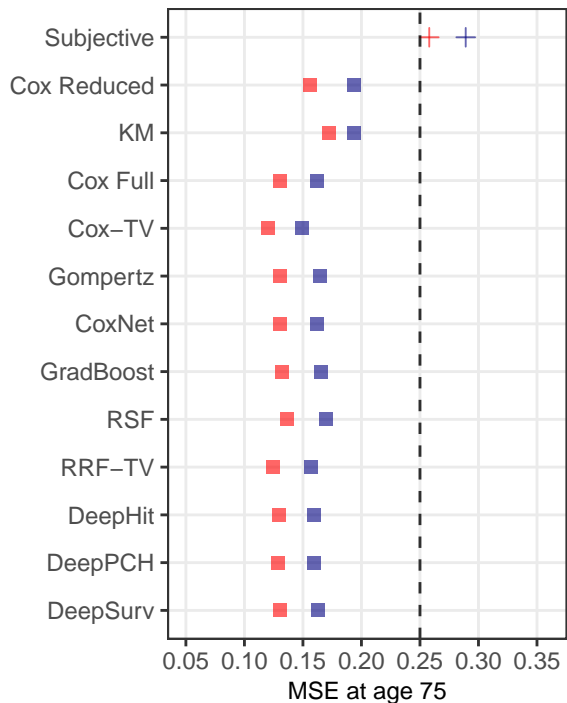 Subjective
Cox Reduced
KM
Cox Full
Cox−TV
Gompertz
CoxNet
GradBoost
RSF
RRF−TV
DeepHit
DeepPCH
DeepSurv
0.05 0.10 0.15 0.20 0.25 0.30 0.35
MSE at age 75